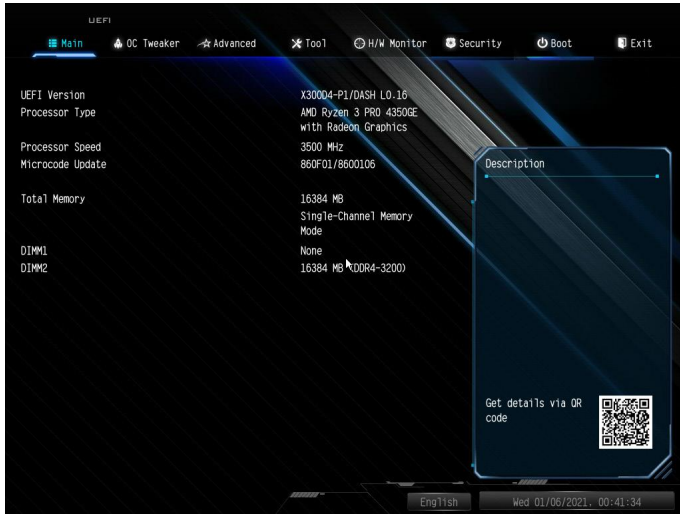 UEFI
Main OC Tweaker Advanced Tool H/W Monitor Security Boot Exit
UEFI Version X300D4-P1/DASH L0.16
Processor Type AMD Ryzen 3 PRO 4350GE
with Radeon Graphics
Processor Speed 3500 MHz
Microcode Update 860F01/8600106
Description
Total Memory 16384 MB
Single-Channel Memory
Mode
DIMM1 None
DIMM2 16384 MB (DDR4-3200)
Get details via QR
code
English Wed 01/06/2021. 00:41:34